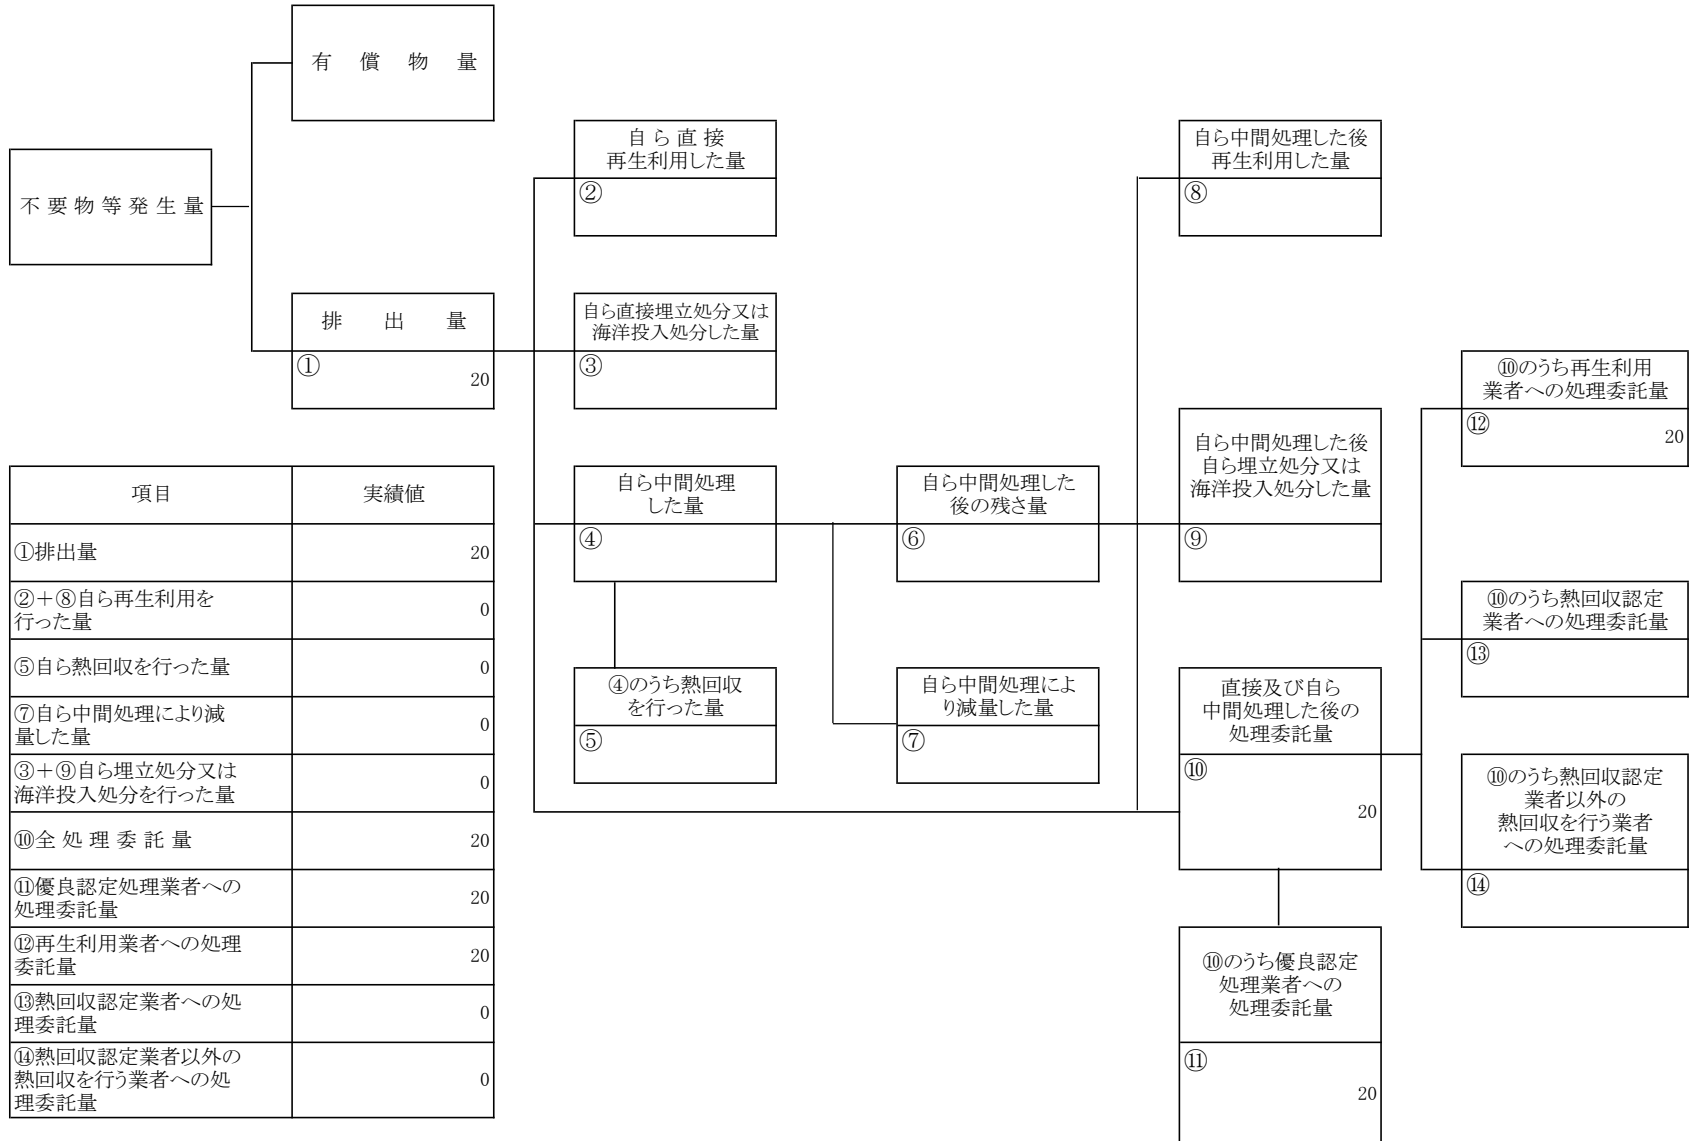 有償物量
不要物等発生量
排出量
①
20
自ら直接
再生利用した量
②
自ら直接埋立処分又は
海洋投入処分した量
③
自ら中間処理
した量
④
④のうち熱回収
を行った量
⑤
自ら中間処理した
後の残さ量
⑥
自ら中間処理によ
り減量した量
⑦
自ら中間処理した後
再生利用した量
⑧
自ら中間処理した後
自ら埋立処分又は
海洋投入処分した量
⑨
直接及び自ら
中間処理した後の
処理委託量
⑩
20
⑩のうち優良認定
処理業者への
処理委託量
⑪
20
⑩のうち再生利用
業者への処理委託量
⑫
20
⑩のうち熱回収認定
業者への処理委託量
⑬
⑩のうち熱回収認定
業者以外の
熱回収を行う業者
への処理委託量
⑭
項目 実績値
①排出量 20
②+⑧自ら再生利用を
行った量 0
⑤自ら熱回収を行った量 0
⑦自ら中間処理により減
量した量 0
③+⑨自ら埋立処分又は
海洋投入処分を行った量 0
⑩全処理委託量 20
⑪優良認定処理業者への
処理委託量 20
⑫再生利用業者への処理
委託量 20
⑬熱回収認定業者への処
理委託量 0
⑭熱回収認定業者以外の
熱回収を行う業者への処
理委託量 0